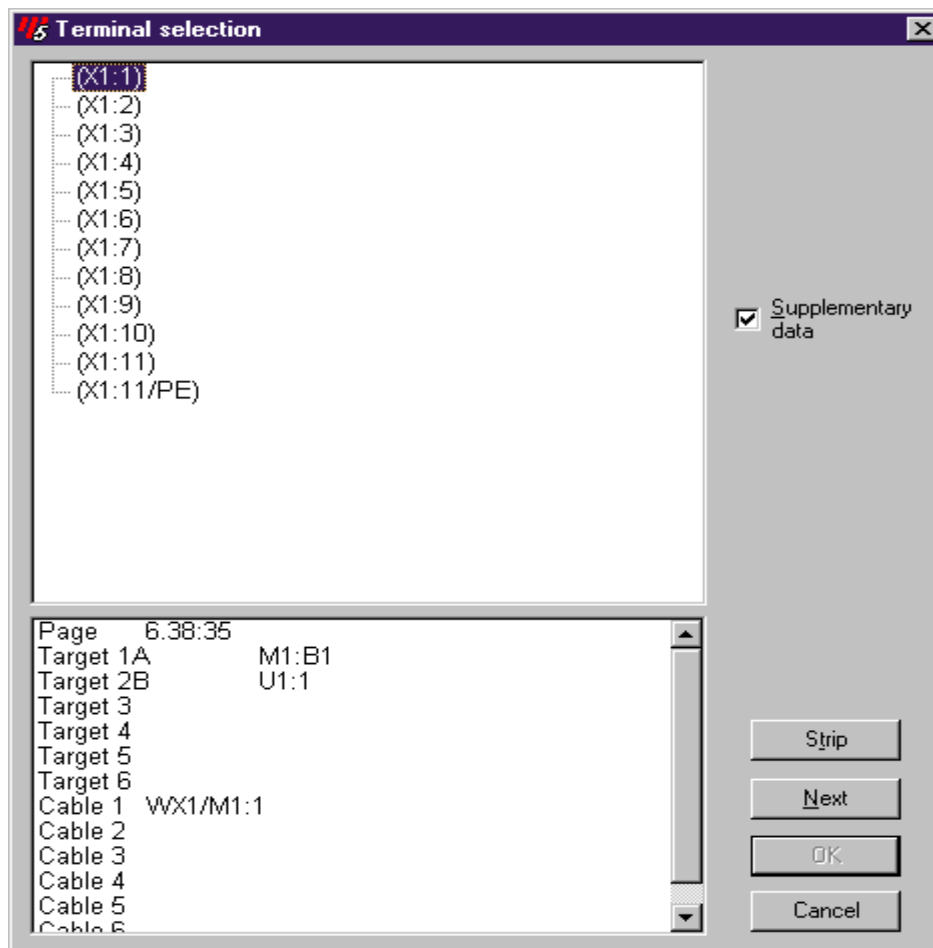 Terminal selection
(X1:1)
(X1:2)
(X1:3)
(X1:4)
(X1:5)
(X1:6)
(X1:7)
(X1:8)
(X1:9)
(X1:10)
(X1:11)
(X1:11/PE)
Supplementary
data
Page 6.38:35
Target 1A M1:B1
Target 2B U1:1
Target 3
Target 4
Target 5
Target 6
Cable 1 WX1/M1:1
Cable 2
Cable 3
Cable 4
Cable 5
Cable 6
Strip
Next
OK
Cancel